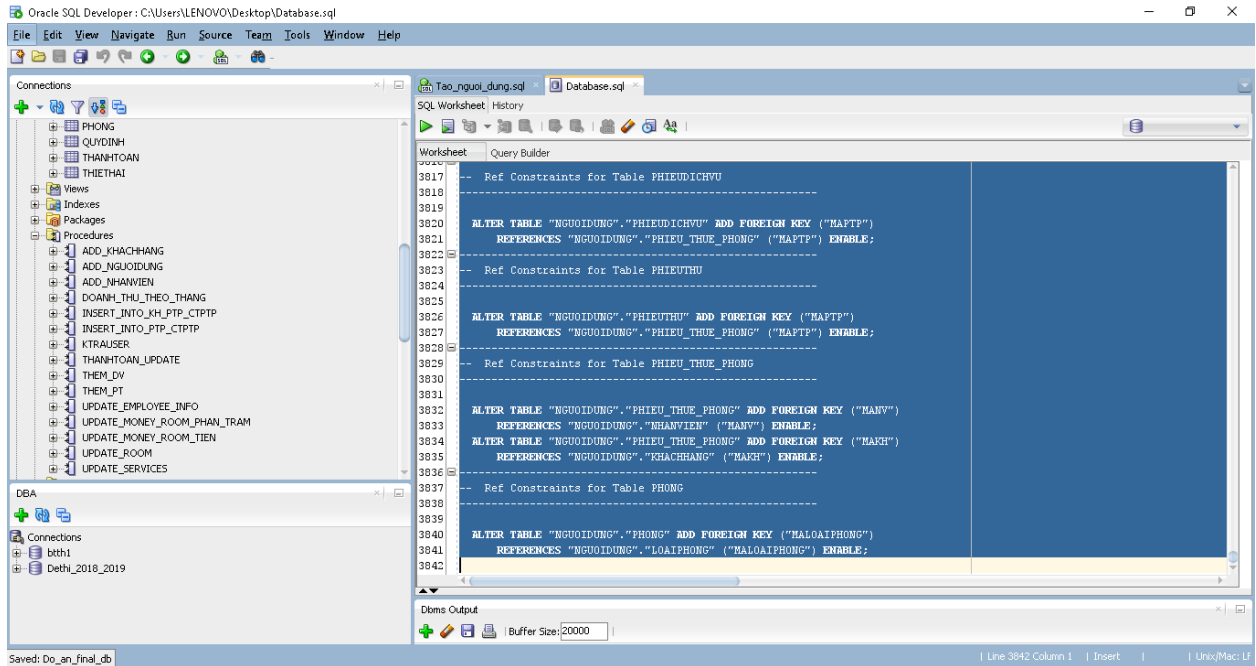 Oracle SQL Developer : C:\Users\LENOVO\Desktop\Database.sql
File Edit View Navigate Run Source Team Tools Window Help
Connections
PHONG
QUYDINH
THANHTOAN
THIETHAI
Views
Indexes
Packages
Procedures
ADD_KHACHHANG
ADD_NGUOIDUNG
ADD_NHANVIEN
DOANH_THU_THEO_THANG
INSERT_INTO_KH_PTP_CTPTP
INSERT_INTO_PTP_CTPTP
KTRAUSER
THANHTOAN_UPDATE
THEM_DV
THEM_PT
UPDATE_EMPLOYEE_INFO
UPDATE_MONEY_ROOM_PHAN_TRAM
UPDATE_MONEY_ROOM_TIEN
UPDATE_ROOM
UPDATE_SERVICES
DBA
Connections
btth1
Dethi_2018_2019
Saved: Do_an_final_db
Tao_nguoi_dung.sql Database.sql
SQL Worksheet History
Worksheet Query Builder
3816
3817 -- Ref Constraints for Table PHIEUDICHVU
3818 --------------------------------------------------------
3819
3820 ALTER TABLE "NGUOIDUNG"."PHIEUDICHVU" ADD FOREIGN KEY ("MAPTP")
3821 REFERENCES "NGUOIDUNG"."PHIEU_THUE_PHONG" ("MAPTP") ENABLE;
3822 --------------------------------------------------------
3823 -- Ref Constraints for Table PHIEUTHU
3824 --------------------------------------------------------
3825
3826 ALTER TABLE "NGUOIDUNG"."PHIEUTHU" ADD FOREIGN KEY ("MAPTP")
3827 REFERENCES "NGUOIDUNG"."PHIEU_THUE_PHONG" ("MAPTP") ENABLE;
3828 --------------------------------------------------------
3829 -- Ref Constraints for Table PHIEU_THUE_PHONG
3830 --------------------------------------------------------
3831
3832 ALTER TABLE "NGUOIDUNG"."PHIEU_THUE_PHONG" ADD FOREIGN KEY ("MANV")
3833 REFERENCES "NGUOIDUNG"."NHANVIEN" ("MANV") ENABLE;
3834 ALTER TABLE "NGUOIDUNG"."PHIEU_THUE_PHONG" ADD FOREIGN KEY ("MAKH")
3835 REFERENCES "NGUOIDUNG"."KHACHHANG" ("MAKH") ENABLE;
3836 --------------------------------------------------------
3837 -- Ref Constraints for Table PHONG
3838 --------------------------------------------------------
3839
3840 ALTER TABLE "NGUOIDUNG"."PHONG" ADD FOREIGN KEY ("MALOAIPHONG")
3841 REFERENCES "NGUOIDUNG"."LOAIPHONG" ("MALOAIPHONG") ENABLE;
3842
Dbms Output
Buffer Size: 20000
Line 3842 Column 1 | Insert | | Unix/Mac: LF